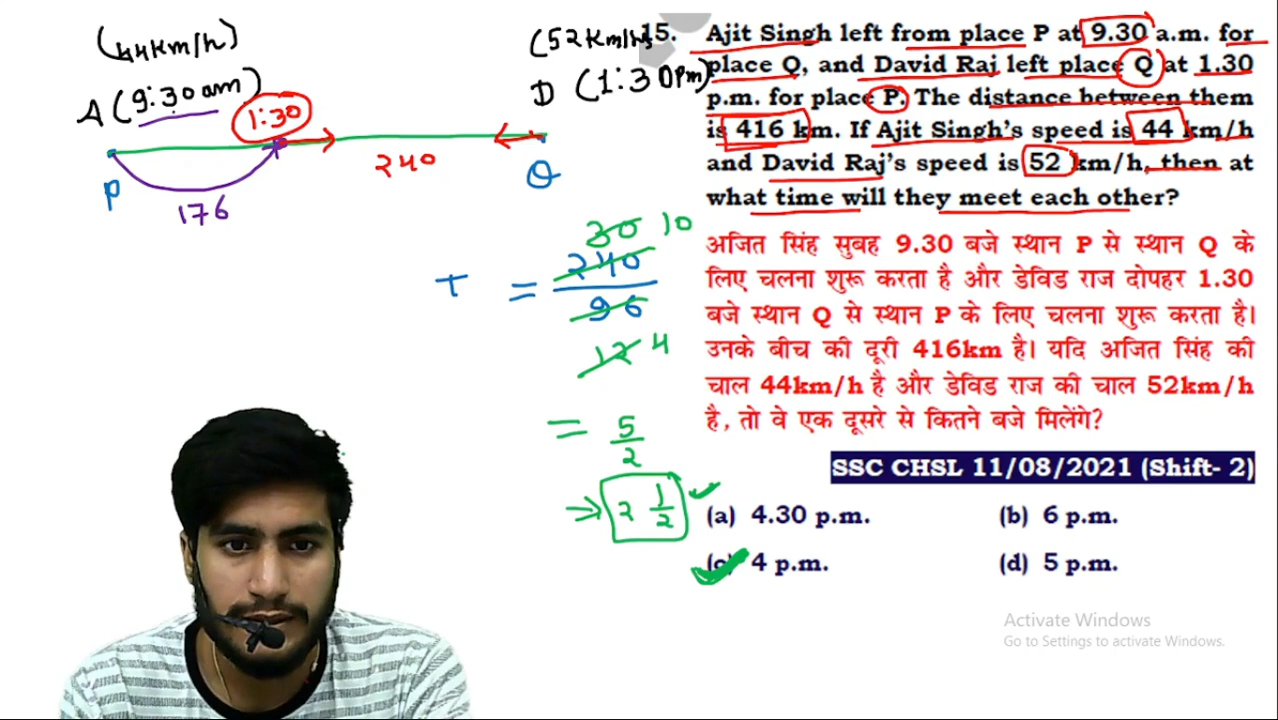 (44Km/h)
A (9:30am)
1:30
P
176
240
Q
(52Km/h)
D (1:30Pm)
T = 240/96
30 10
12 4
= 5/2
⇒ 2 1/2
15. Ajit Singh left from place P at 9.30 a.m. for
place Q, and David Raj left place Q at 1.30
p.m. for place P. The distance between them
is 416 km. If Ajit Singh's speed is 44 km/h
and David Raj's speed is 52 km/h, then at
what time will they meet each other?
अजित सिंह सुबह 9.30 बजे स्थान P से स्थान Q के
लिए चलना शुरू करता है और डेविड राज दोपहर 1.30
बजे स्थान Q से स्थान P के लिए चलना शुरू करता है।
उनके बीच की दूरी 416km है। यदि अजित सिंह की
चाल 44km/h है और डेविड राज की चाल 52km/h
है, तो वे एक दूसरे से कितने बजे मिलेंगे?
SSC CHSL 11/08/2021 (Shift- 2)
(a) 4.30 p.m. (b) 6 p.m.
(c) 4 p.m. (d) 5 p.m.
Activate Windows
Go to Settings to activate Windows.